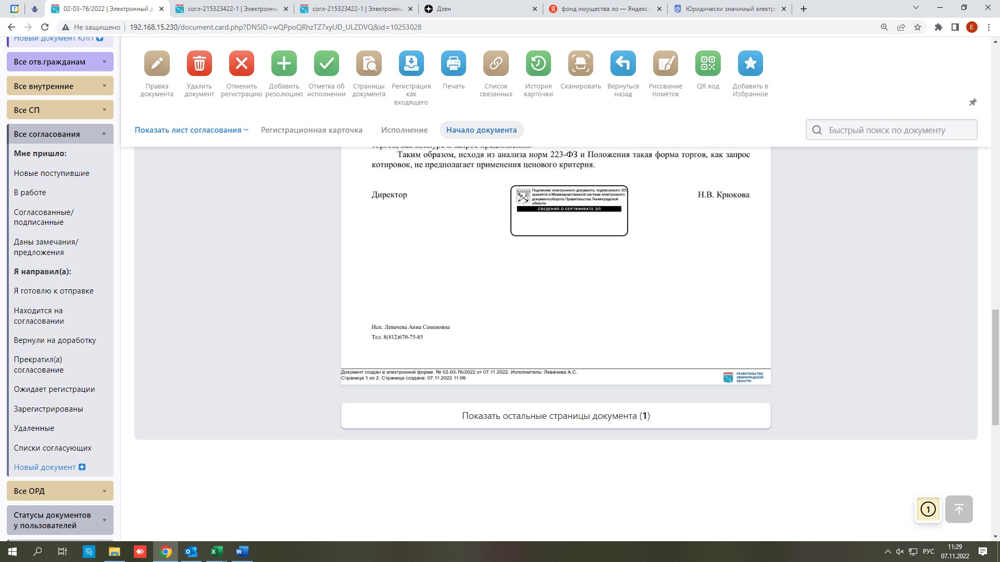 02-03-76/2022 | Электронный д
согл-215323422-1 | Электронны
согл-215323422-1 | Электронны
Дзен
фонд имущества ло — Яндекс:
Юридически значимый электро
Не защищено
192.168.15.230/document.card.php?DNSID=wQPpoQRhzTZ7xyUD_ULZDVQ&id=10253028
E
Новый документ КЛП
Все отв.гражданам
Все внутренние
Все СП
Все согласования
Мне пришло:
Новые поступившие
В работе
Согласованные/
подписанные
Даны замечания/
предложения
Я направил(а):
Я готовлю к отправке
Находится на
согласовании
Вернули на доработку
Прекратил(а)
согласование
Ожидает регистрации
Зарегистрированы
Удаленные
Списки согласующих
Новый документ
Все ОРД
Статусы документов
у пользователей
Правка
документа
Удалить
документ
Отменить
регистрацию
Добавить
резолюцию
Отметка об
исполнении
Страницы
документа
Регистрация
как
входящего
Печать
Список
связанных
История
карточки
Сканировать
Вернуться
назад
Рисование
пометок
QR код
Добавить в
Избранное
Показать лист согласования
Регистрационная карточка
Исполнение
Начало документа
Быстрый поиск по документу
торгов, как конкурс и запрос предложений.
Таким образом, исходя из анализа норм 223-ФЗ и Положения такая форма торгов, как запрос
котировок, не предполагает применения ценового критерия.
Директор
Подлинник электронного документа, подписанного ЭП,
хранится в Межведомственной системе электронного
документооборота Правительства Ленинградской
области
СВЕДЕНИЯ О СЕРТИФИКАТЕ ЭП
Н.В. Крюкова
Исп. Левачева Анна Семеновна
Тел. 8(812)670-75-85
Документ создан в электронной форме. № 02-03-76/2022 от 07.11.2022. Исполнитель: Левачева А.С.
Страница 1 из 2. Страница создана: 07.11.2022 11:06
ПРАВИТЕЛЬСТВО
ЛЕНИНГРАДСКОЙ
ОБЛАСТИ
Показать остальные страницы документа (1)
1
РУС
11:29
07.11.2022